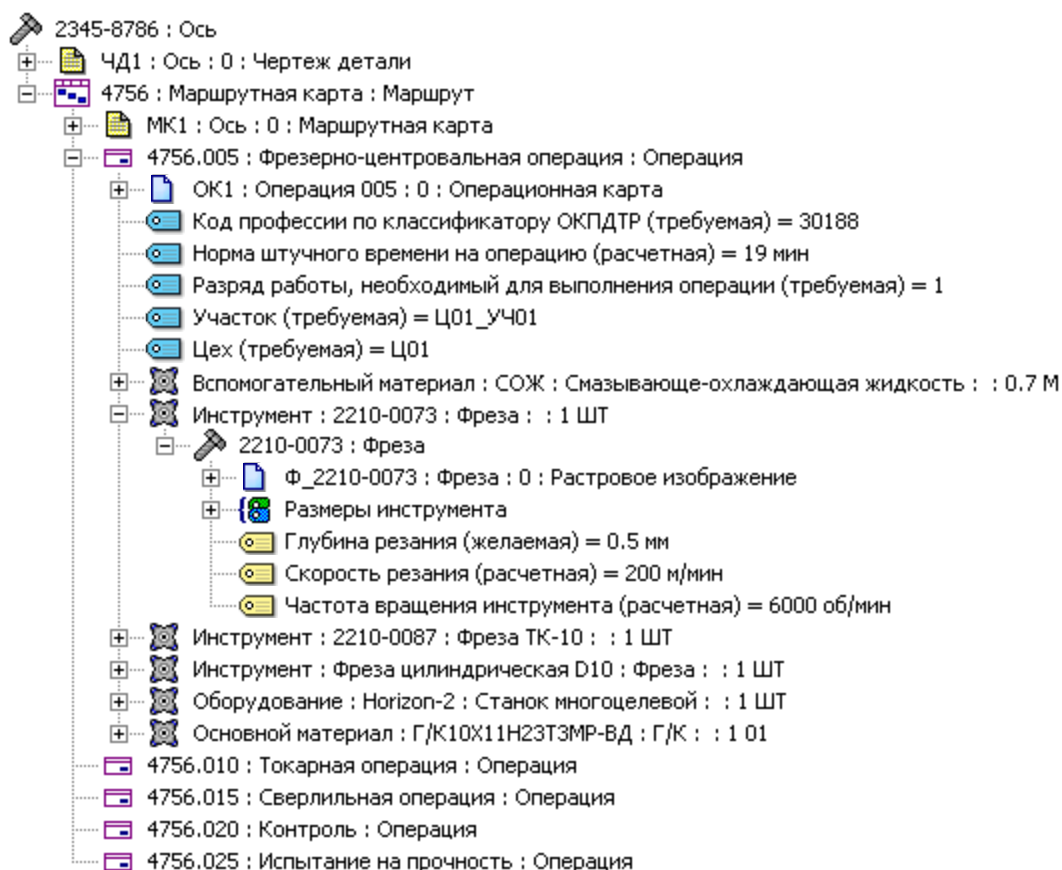 2345-8786 : Ось
ЧД1 : Ось : 0 : Чертеж детали
4756 : Маршрутная карта : Маршрут
МК1 : Ось : 0 : Маршрутная карта
4756.005 : Фрезерно-центровальная операция : Операция
ОК1 : Операция 005 : 0 : Операционная карта
Код профессии по классификатору ОКПДТР (требуемая) = 30188
Норма штучного времени на операцию (расчетная) = 19 мин
Разряд работы, необходимый для выполнения операции (требуемая) = 1
Участок (требуемая) = Ц01_УЧ01
Цех (требуемая) = Ц01
Вспомогательный материал : СОЖ : Смазывающе-охлаждающая жидкость : : 0.7 М
Инструмент : 2210-0073 : Фреза : : 1 ШТ
2210-0073 : Фреза
Ф_2210-0073 : Фреза : 0 : Растровое изображение
Размеры инструмента
Глубина резания (желаемая) = 0.5 мм
Скорость резания (расчетная) = 200 м/мин
Частота вращения инструмента (расчетная) = 6000 об/мин
Инструмент : 2210-0087 : Фреза ТК-10 : : 1 ШТ
Инструмент : Фреза цилиндрическая D10 : Фреза : : 1 ШТ
Оборудование : Horizon-2 : Станок многоцелевой : : 1 ШТ
Основной материал : Г/К10Х11Н23Т3МР-ВД : Г/К : : 1 01
4756.010 : Токарная операция : Операция
4756.015 : Сверлильная операция : Операция
4756.020 : Контроль : Операция
4756.025 : Испытание на прочность : Операция